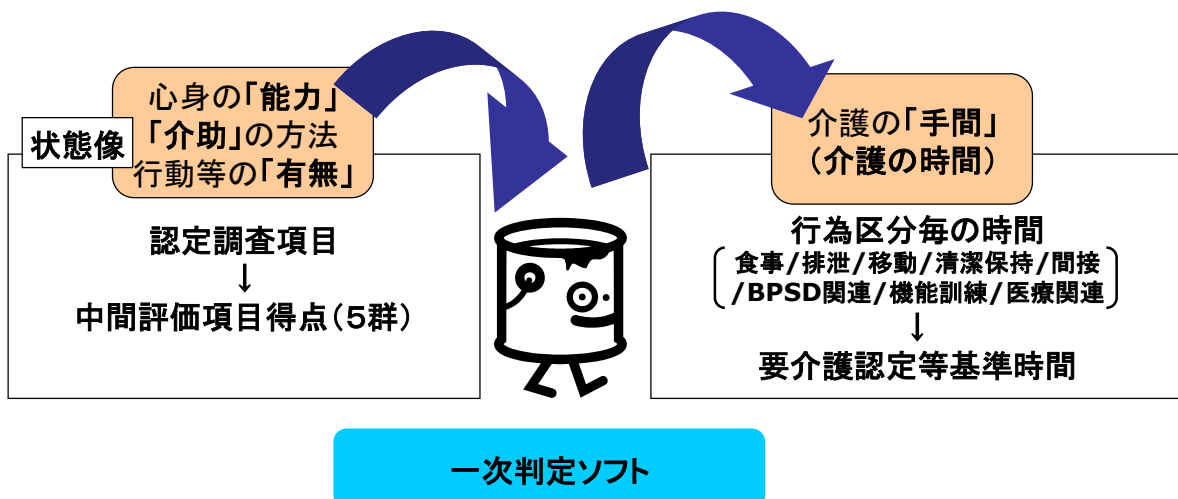 心身の「能力」
「介助」の方法
行動等の「有無」
状態像
認定調査項目
↓
中間評価項目得点(5群)
介護の「手間」
(介護の時間)
行為区分毎の時間
食事/排泄/移動/清潔保持/間接
/BPSD関連/機能訓練/医療関連
↓
要介護認定等基準時間
一次判定ソフト